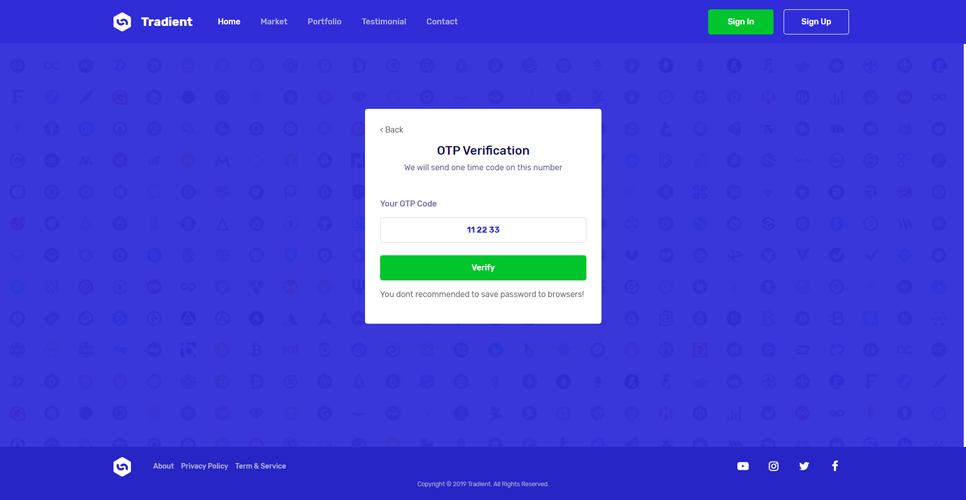 Tradient
Home Market Portfolio Testimonial Contact
Sign In
Sign Up
‹ Back
OTP Verification
We will send one time code on this number
Your OTP Code
11 22 33
Verify
You dont recommended to save password to browsers!
About Privacy Policy Term & Service
Copyright © 2019 Tradient. All Rights Reserved.